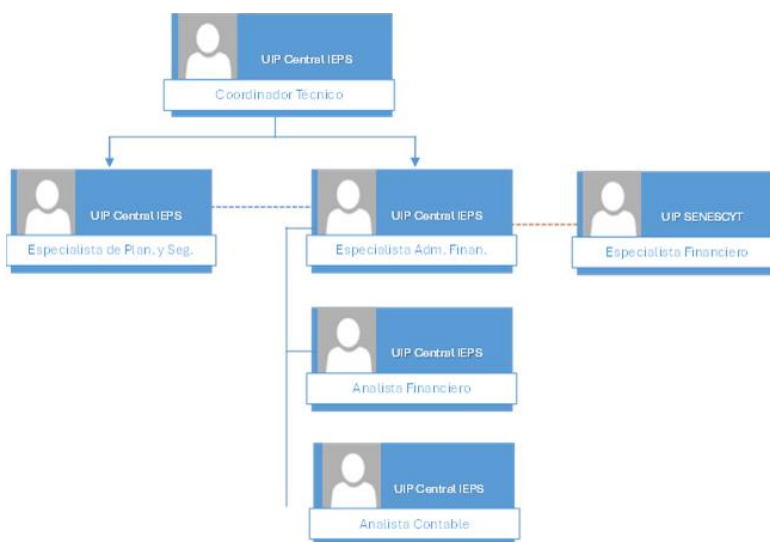 UIP Central IEPS
Coordinador Técnico
UIP Central IEPS
Especialista de Plan. y Seg.
UIP Central IEPS
Especialista Adm. Finan.
UIP SENESCYT
Especialista Financiero
UIP Central IEPS
Analista Financiero
UIP Central IEPS
Analista Contable